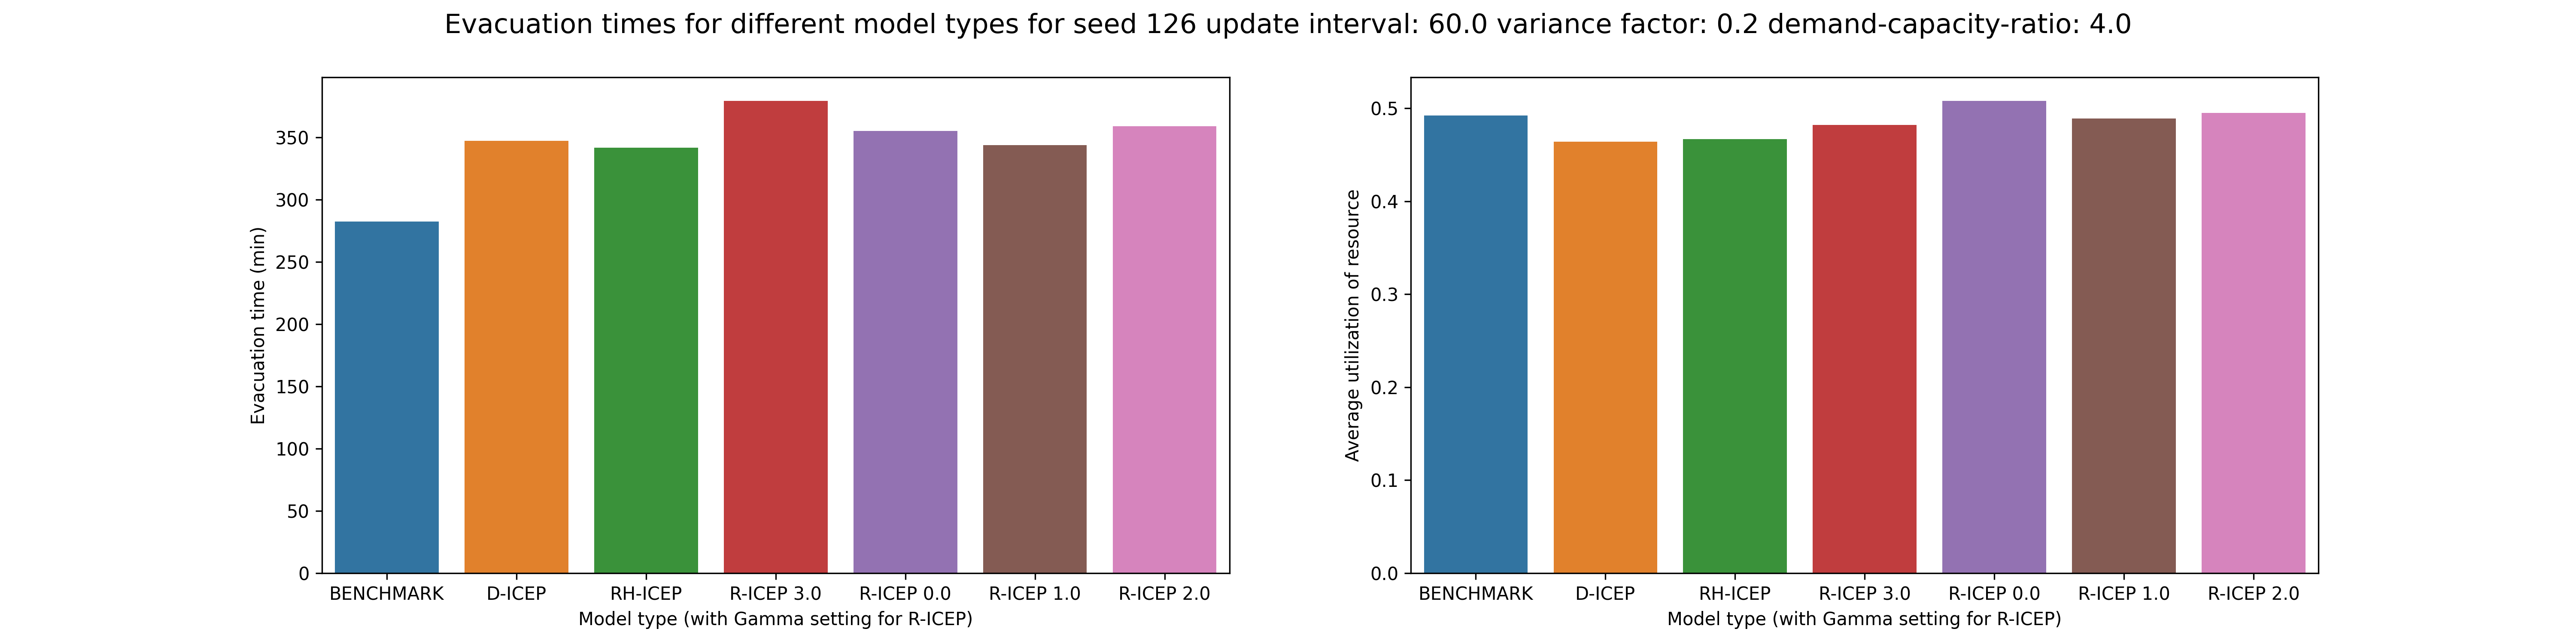 Evacuation times for different model types for seed 126 update interval: 60.0 variance factor: 0.2 demand-capacity-ratio: 4.0
Evacuation time (min)
350
300
250
200
150
100
50
0
BENCHMARK D-ICEP RH-ICEP R-ICEP 3.0 R-ICEP 0.0 R-ICEP 1.0 R-ICEP 2.0
Model type (with Gamma setting for R-ICEP)
Average utilization of resource
0.5
0.4
0.3
0.2
0.1
0.0
BENCHMARK D-ICEP RH-ICEP R-ICEP 3.0 R-ICEP 0.0 R-ICEP 1.0 R-ICEP 2.0
Model type (with Gamma setting for R-ICEP)